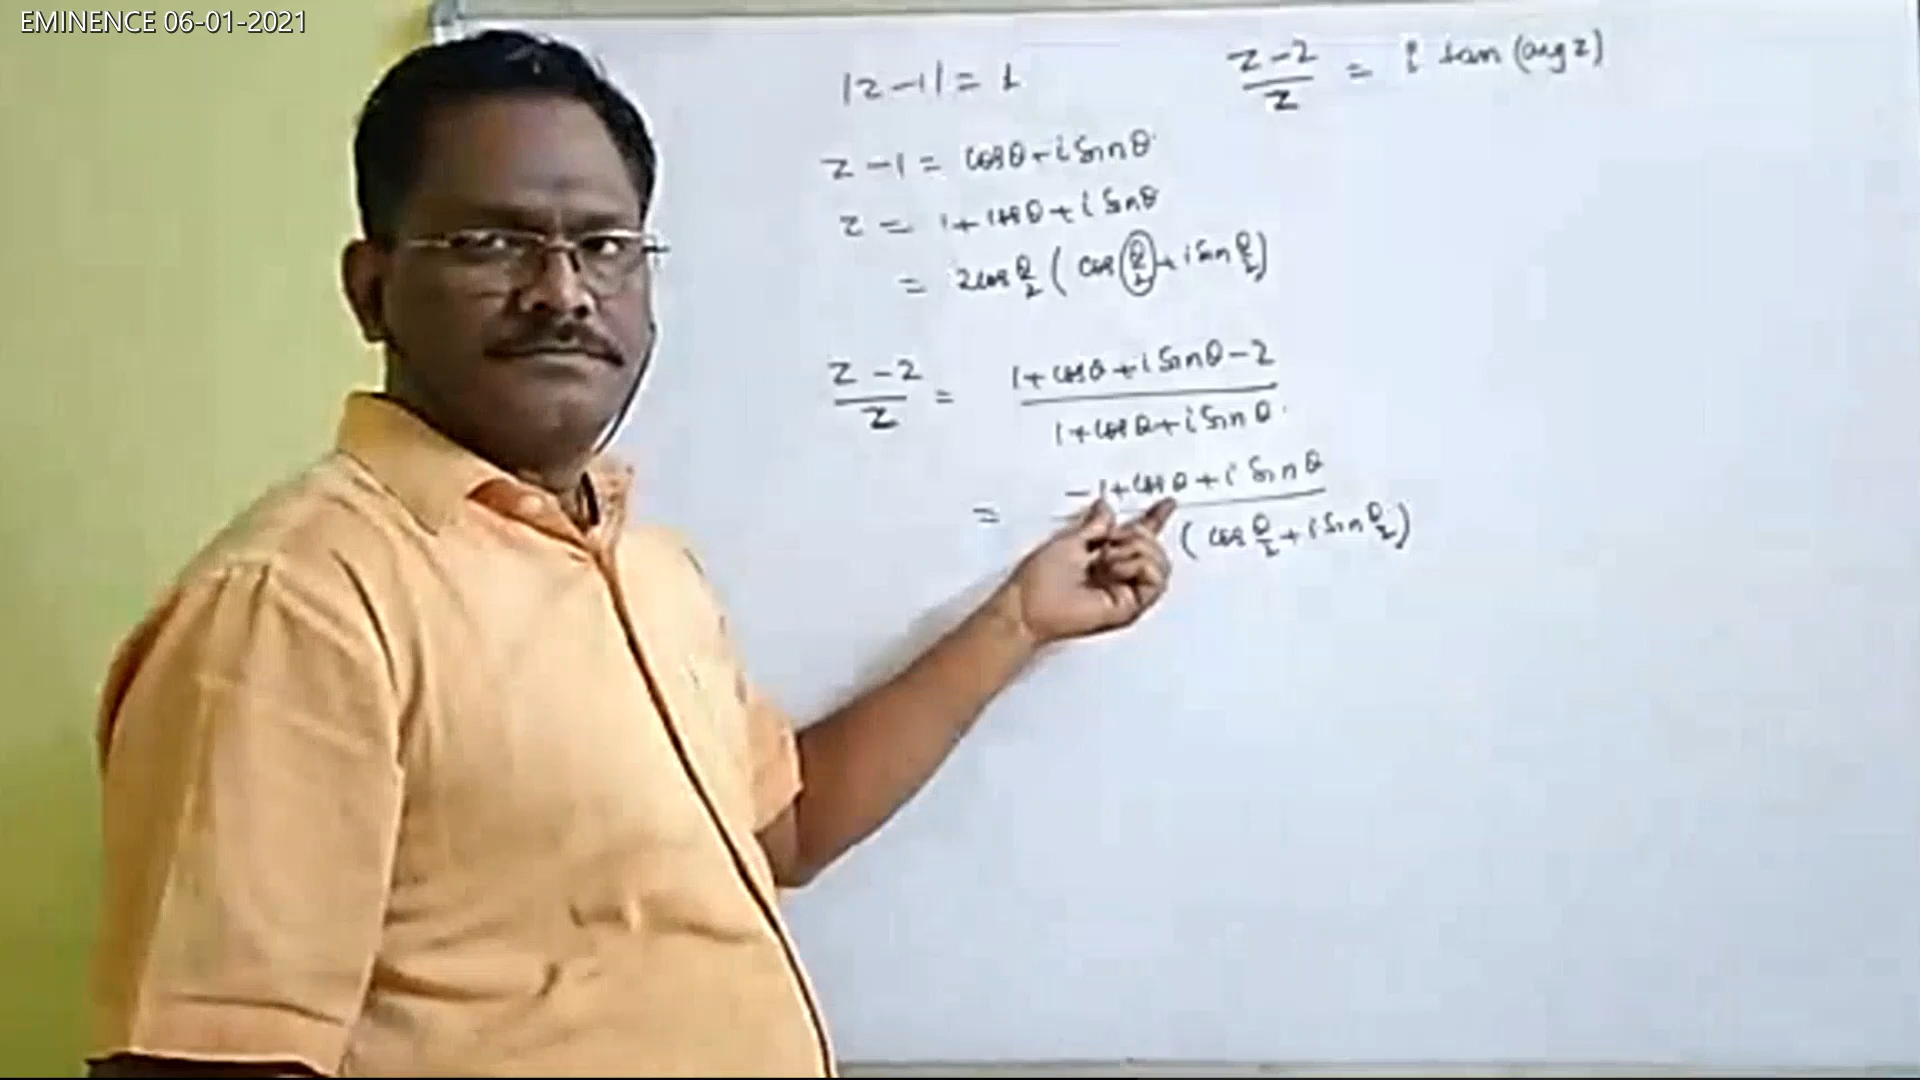 EMINENCE 06-01-2021
|z-1| = 1
z-2/z = i tan (arg z)
z-1 = cosθ+i sinθ
z = 1+cosθ+i sinθ
= 2cos θ/2 ( cos θ/2 + i sin θ/2 )
z-2/z = 1+cosθ+i sinθ-2/1+cosθ+i sinθ
= -1+cosθ+i sinθ/(cos θ/2 + i sin θ/2)